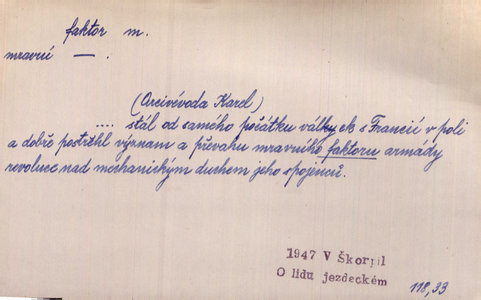 faktor m.
mravní — .
(Arcivévoda Karel)
.... stál od samého počátku války s Francií v poli
a dobře postřehl význam a převahu mravního faktoru armády
revoluce nad mechanickým duchem jeho spojenců.
1947 V Škorpil
O lidu jezdeckém
118,33